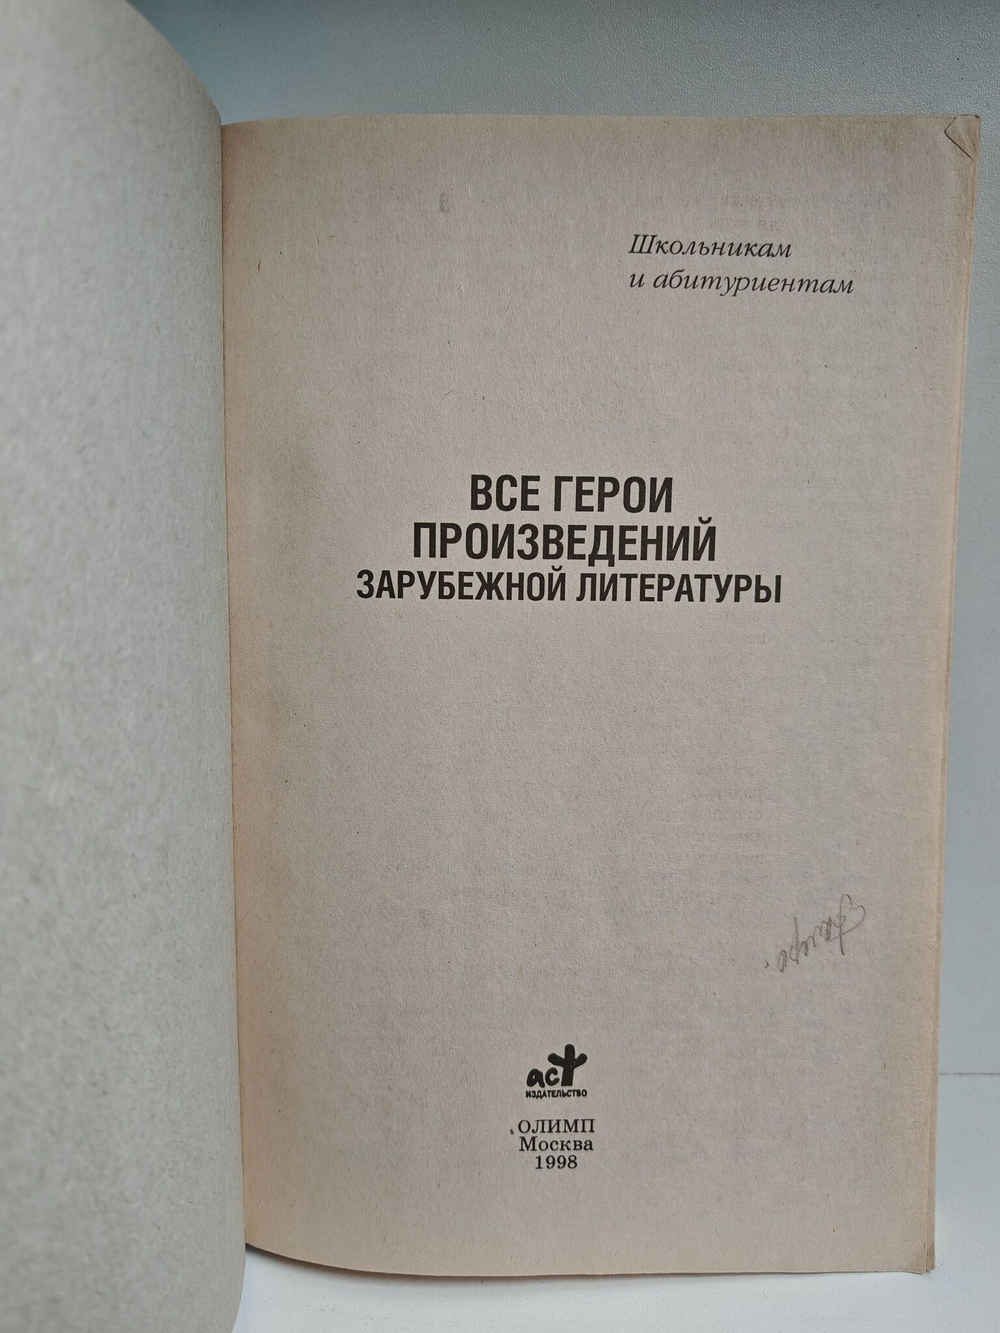 Школьникам
и абитуриентам
ВСЕ ГЕРОИ
ПРОИЗВЕДЕНИЙ
ЗАРУБЕЖНОЙ ЛИТЕРАТУРЫ
аст
ИЗДАТЕЛЬСТВО
ОЛИМП
Москва
1998